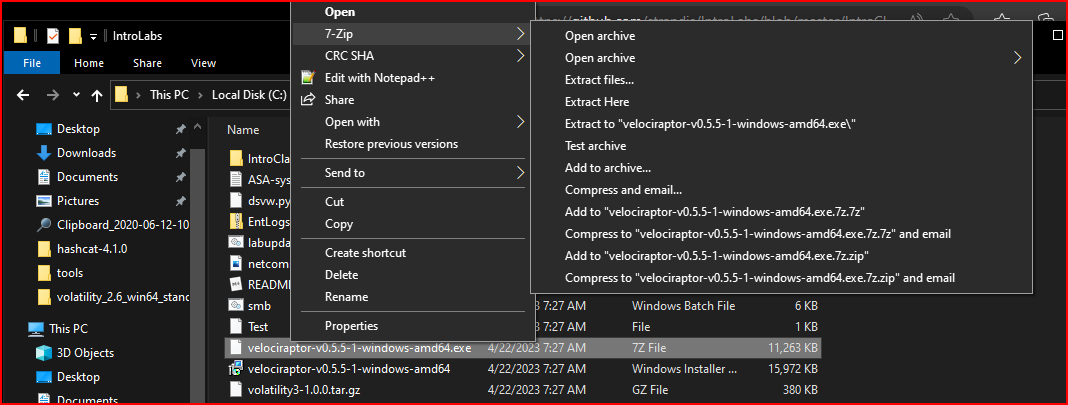 https://github.com/strandjs/IntroLabs/blob/master/IntroCl
IntroLabs
File
Home
Share
View
This PC
Local Disk (C:)
Desktop
Downloads
Documents
Pictures
Clipboard_2020-06-12-10
hashcat-4.1.0
tools
volatility_2.6_win64_stand
This PC
3D Objects
Desktop
Documents
Name
IntroCla
ASA-sys
dsvw.py
EntLogs
labupda
netcom
README
smb 4/22/2023 7:27 AM Windows Batch File 6 KB
Test 4/22/2023 7:27 AM File 1 KB
velociraptor-v0.5.5-1-windows-amd64.exe 4/22/2023 7:27 AM 7Z File 11,263 KB
velociraptor-v0.5.5-1-windows-amd64 4/22/2023 7:27 AM Windows Installer ... 15,972 KB
volatility3-1.0.0.tar.gz 4/22/2023 7:27 AM GZ File 380 KB
Open
7-Zip
CRC SHA
Edit with Notepad++
Share
Open with
Restore previous versions
Send to
Cut
Copy
Create shortcut
Delete
Rename
Properties
Open archive
Open archive
Extract files...
Extract Here
Extract to "velociraptor-v0.5.5-1-windows-amd64.exe\"
Test archive
Add to archive...
Compress and email...
Add to "velociraptor-v0.5.5-1-windows-amd64.exe.7z.7z"
Compress to "velociraptor-v0.5.5-1-windows-amd64.exe.7z.7z" and email
Add to "velociraptor-v0.5.5-1-windows-amd64.exe.7z.zip"
Compress to "velociraptor-v0.5.5-1-windows-amd64.exe.7z.zip" and email